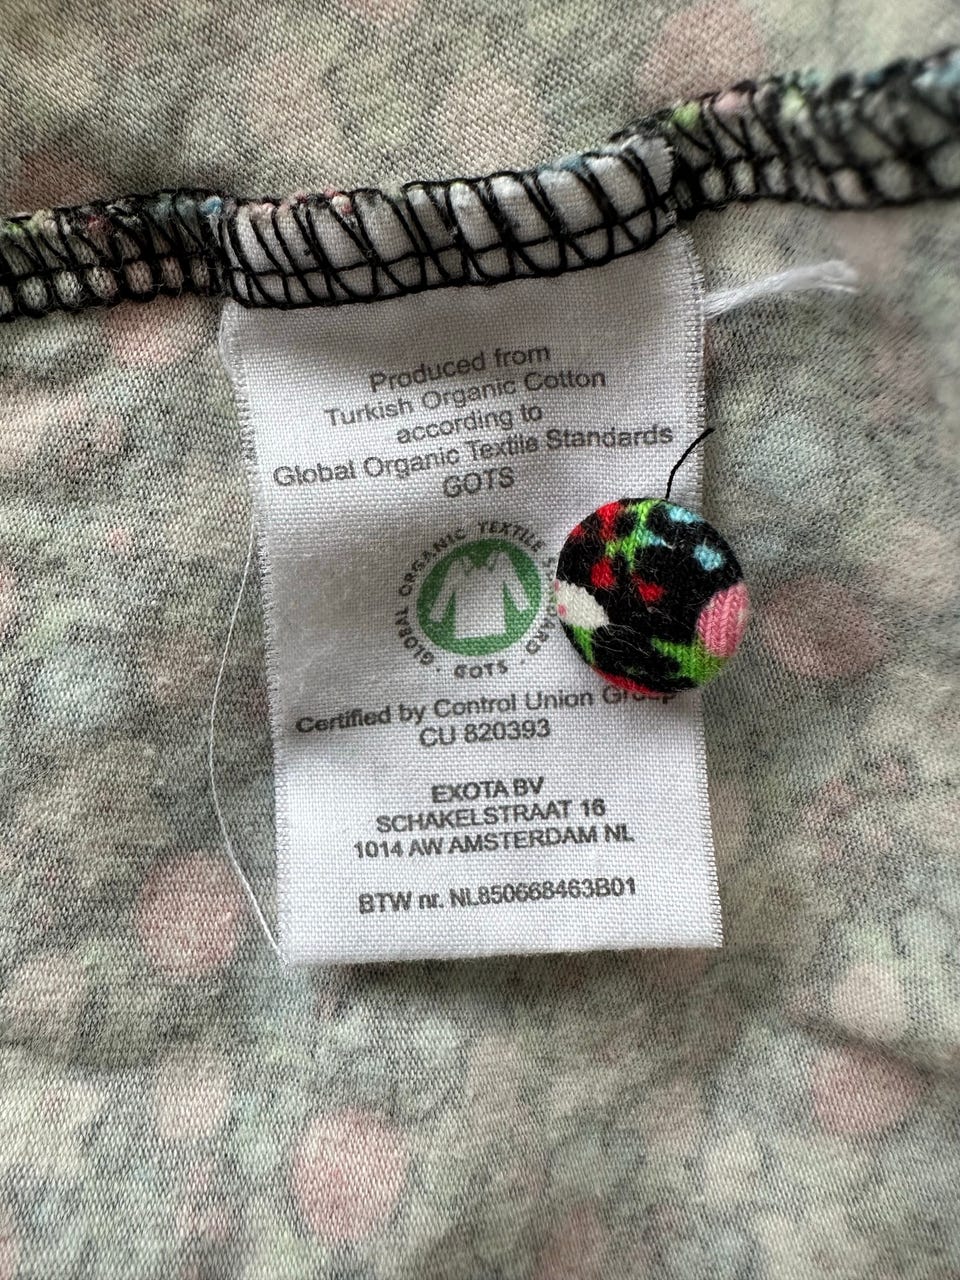 Produced from
Turkish Organic Cotton
according to
Global Organic Textile Standards
GOTS
GLOBAL ORGANIC TEXTILE
· GOTS ·
Certified by Control Union
CU 820393
EXOTA BV
SCHAKELSTRAAT 16
1014 AW AMSTERDAM NL
BTW nr. NL850668463B01